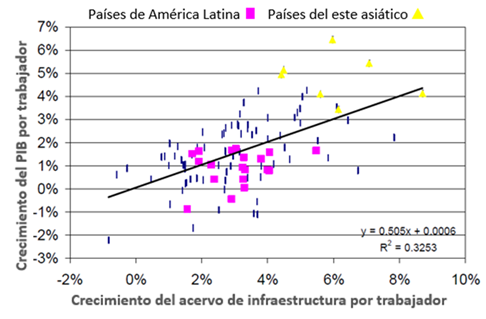 Países de América Latina Países del este asiático
7%
6%
5%
4%
3%
2%
1%
0%
-1%
-2%
-3%
Crecimiento del PIB por trabajador
y = 0.505x + 0.0006
R² = 0.3253
-2% 0% 2% 4% 6% 8% 10%
Crecimiento del acervo de infraestructura por trabajador